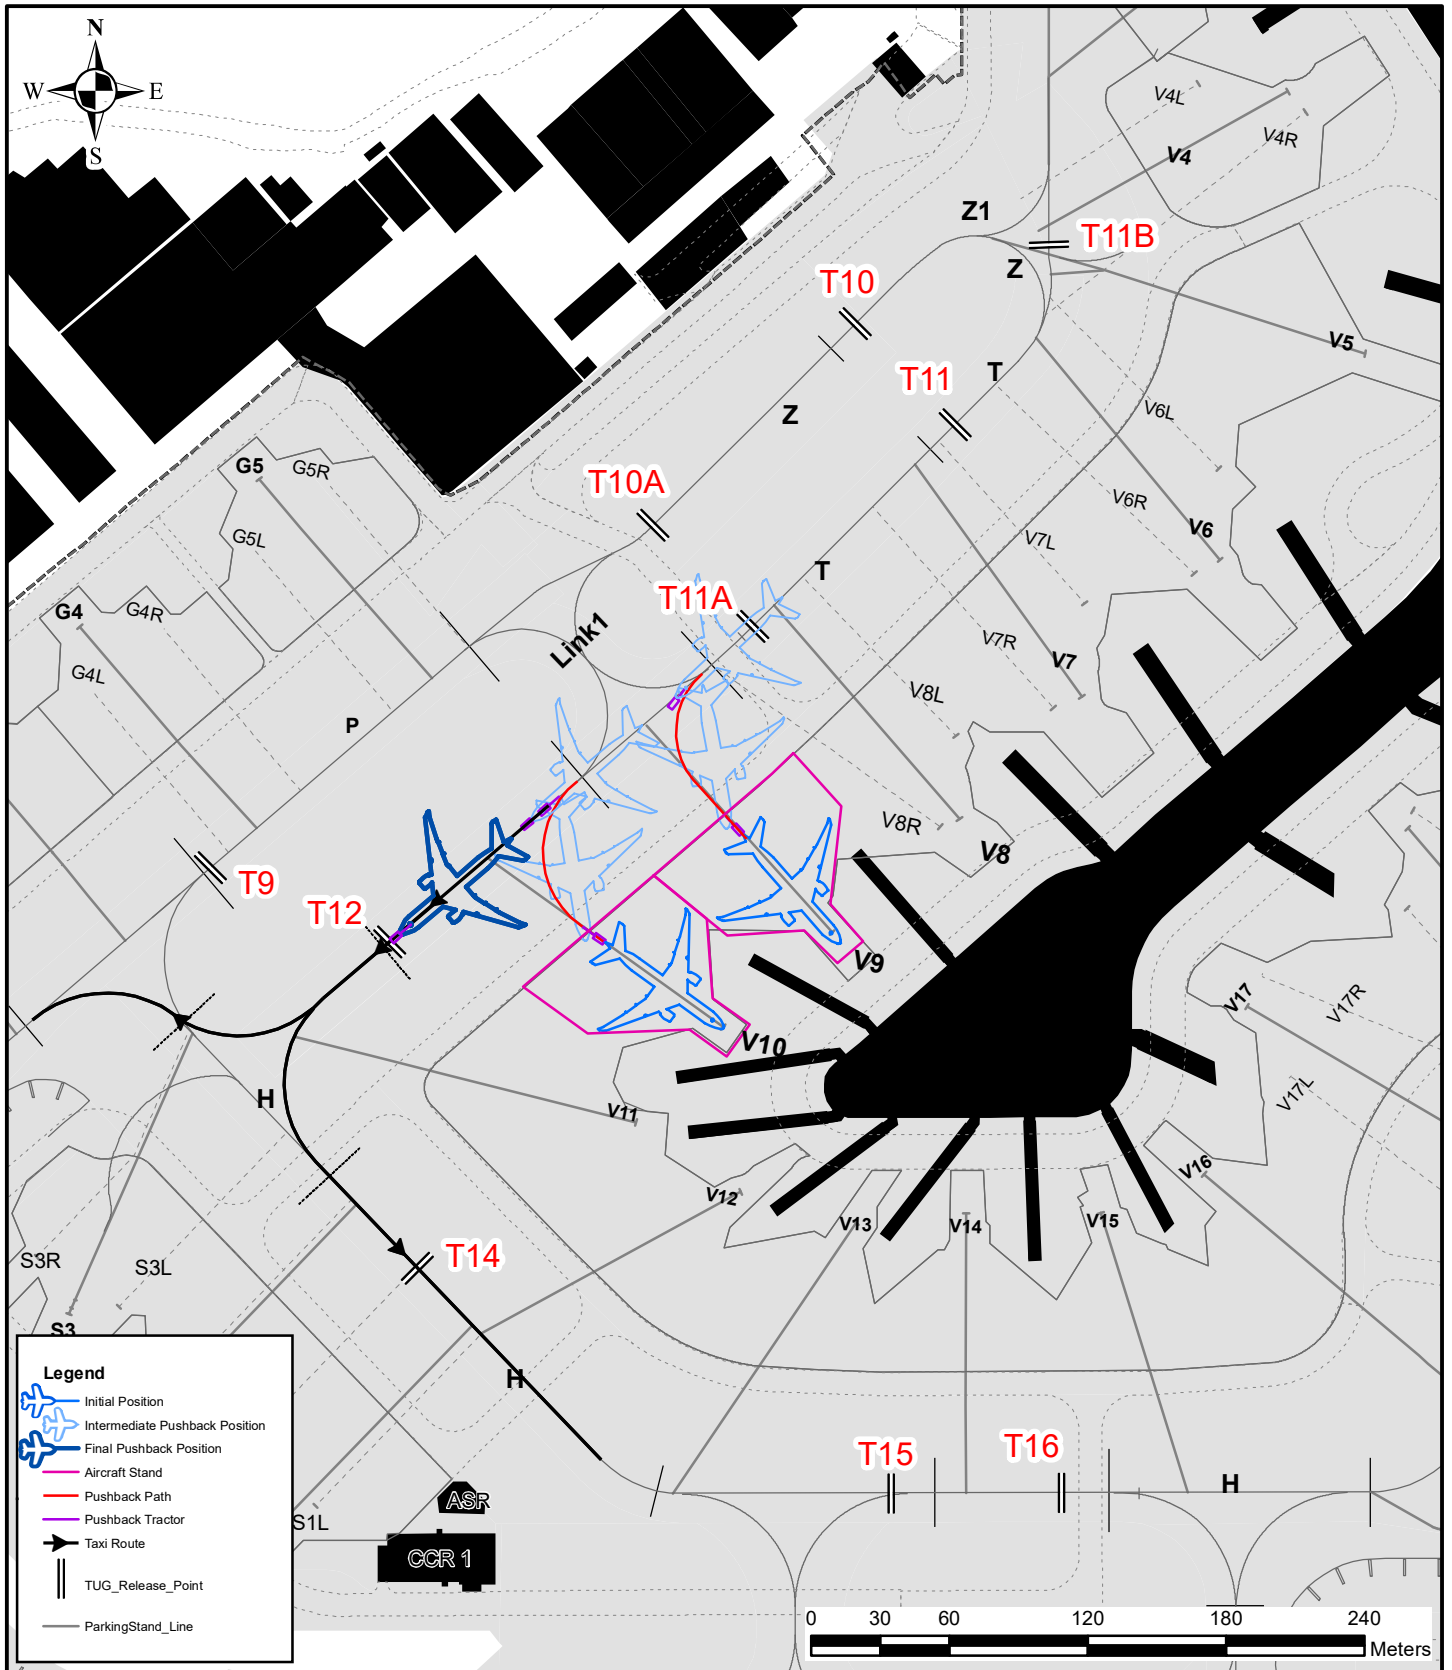 N
W E
S
V4L
V4R
V4
Z1
T11B
Z
T10
V5
T11
T
Z
V6L
G5
G5R
T10A
V6R
V6
G5L
V7L
T
T11A
G4
G4R
Link1
V7R
V7
G4L
V8L
P
V8R
V8
T9
T12
V9
V17
V17R
V10
H
V11
V17L
V16
V12
V13
V14
V15
T14
S3R
S3L
S3
H
T15
T16
H
ASR
S1L
CCR 1
Legend
Initial Position
Intermediate Pushback Position
Final Pushback Position
Aircraft Stand
Pushback Path
Pushback Tractor
Taxi Route
TUG_Release_Point
ParkingStand_Line
0 30 60 120 180 240
Meters